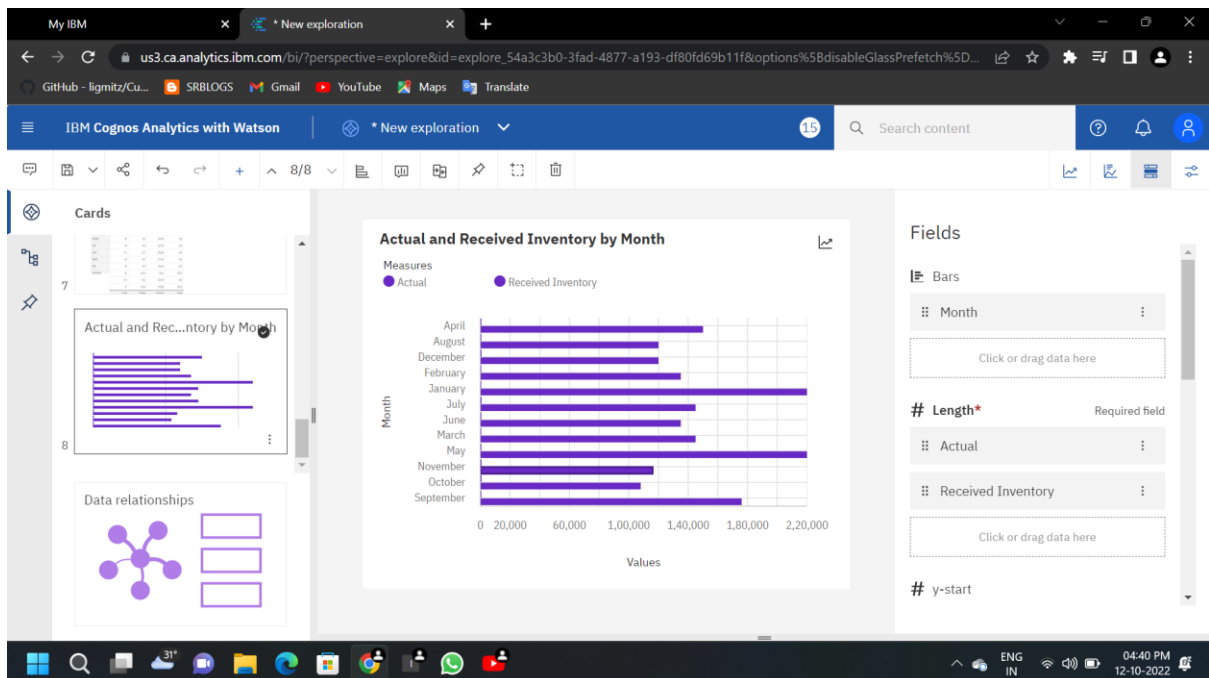 My IBM
* New exploration
us3.ca.analytics.ibm.com/bi/?perspective=explore&id=explore_54a3c3b0-3fad-4877-a193-df80fd69b11f&options%5BdisableGlassPrefetch%5D...
GitHub - ligmitz/Cu...
SRBLOGS
Gmail
YouTube
Maps
Translate
IBM Cognos Analytics with Watson
* New exploration
15
Search content
8/8
Cards
7
Actual and Rec...ntory by Month
8
Data relationships
Actual and Received Inventory by Month
Measures
Actual
Received Inventory
Month
April
August
December
February
January
July
June
March
May
November
October
September
0 20,000 60,000 1,00,000 1,40,000 1,80,000 2,20,000
Values
Fields
Bars
Month
Click or drag data here
# Length*
Required field
Actual
Received Inventory
Click or drag data here
# y-start
31°
ENG
IN
04:40 PM
12-10-2022